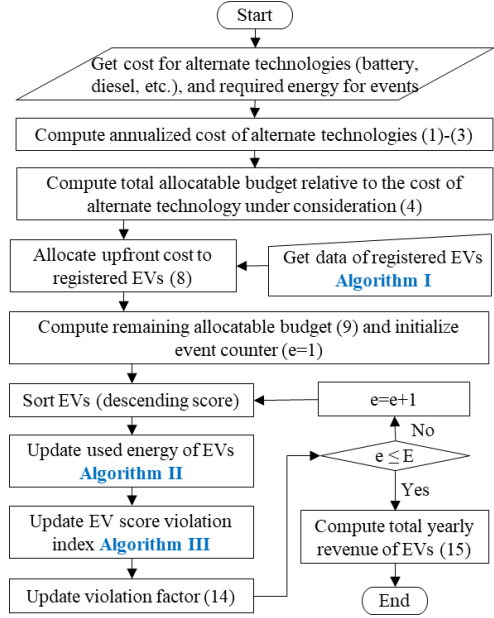 Start
Get cost for alternate technologies (battery,
diesel, etc.), and required energy for events
Compute annualized cost of alternate technologies (1)-(3)
Compute total allocatable budget relative to the cost of
alternate technology under consideration (4)
Allocate upfront cost to
registered EVs (8)
Get data of registered EVs
Algorithm I
Compute remaining allocatable budget (9) and initialize
event counter (e=1)
Sort EVs (descending score)
e=e+1
Update used energy of EVs
Algorithm II
No
e ≤ E
Yes
Update EV score violation
index Algorithm III
Compute total yearly
revenue of EVs (15)
Update violation factor (14)
End